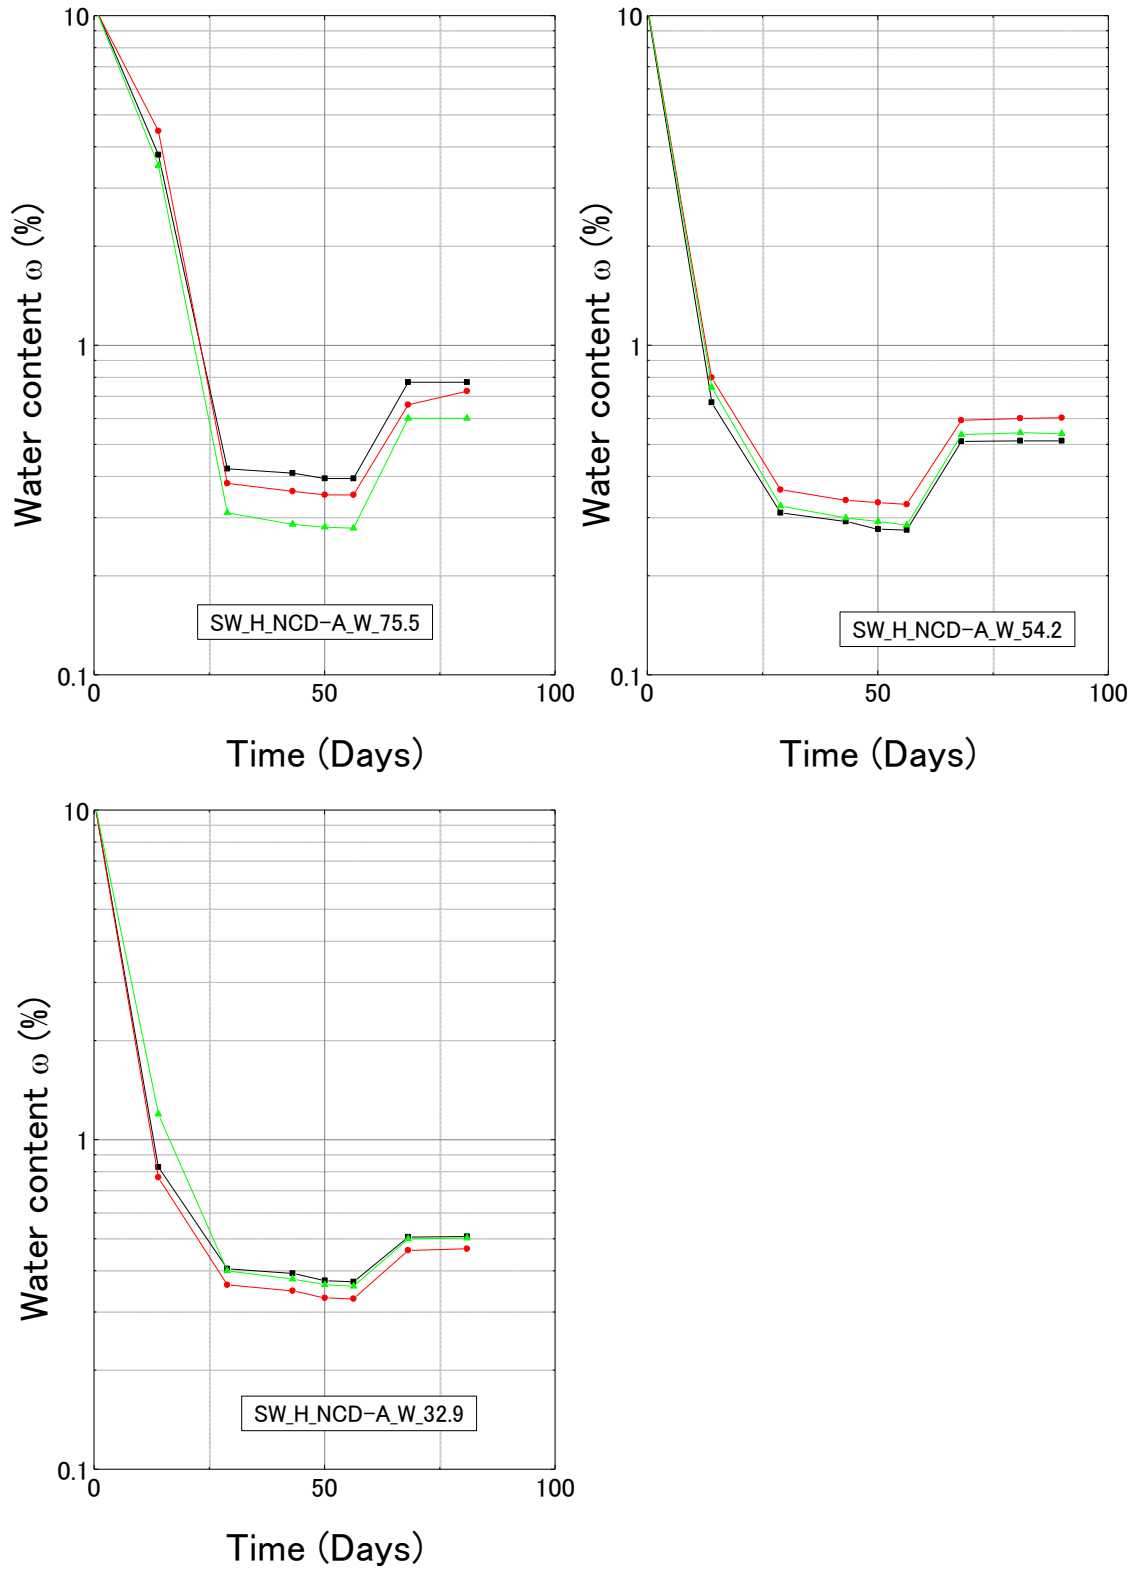 10
1
0.1
Water content ω (%)
SW_H_NCD-A_W_75.5
0
50
100
Time (Days)
10
1
0.1
Water content ω (%)
SW_H_NCD-A_W_54.2
0
50
100
Time (Days)
10
1
0.1
Water content ω (%)
SW_H_NCD-A_W_32.9
0
50
100
Time (Days)